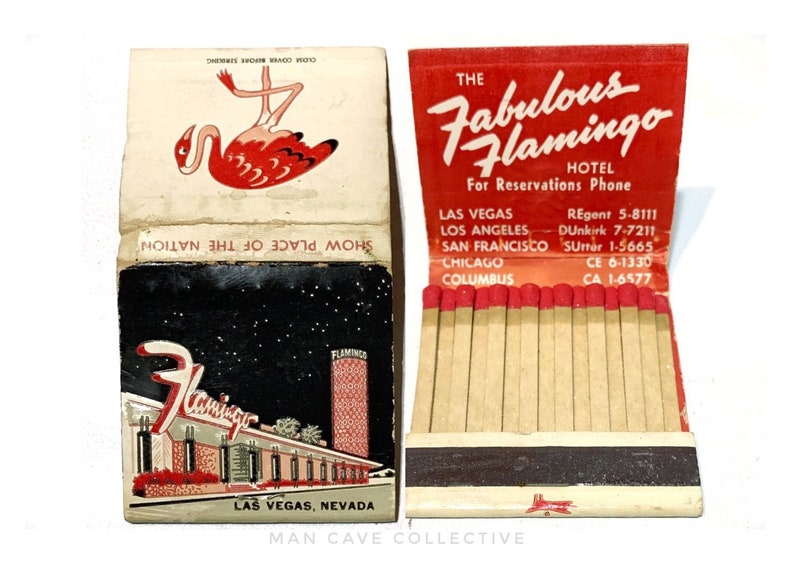 CLOSE COVER BEFORE STRIKING
SHOW PLACE OF THE NATION
FLAMINGO
Flamingo
LAS VEGAS, NEVADA
THE
Fabulous
Flamingo
HOTEL
For Reservations Phone
LAS VEGAS REgent 5-8111
LOS ANGELES DUnkirk 7-7211
SAN FRANCISCO SUtter 1-5665
CHICAGO CE 6-1330
COLUMBUS CA 1-6577
MAN CAVE COLLECTIVE